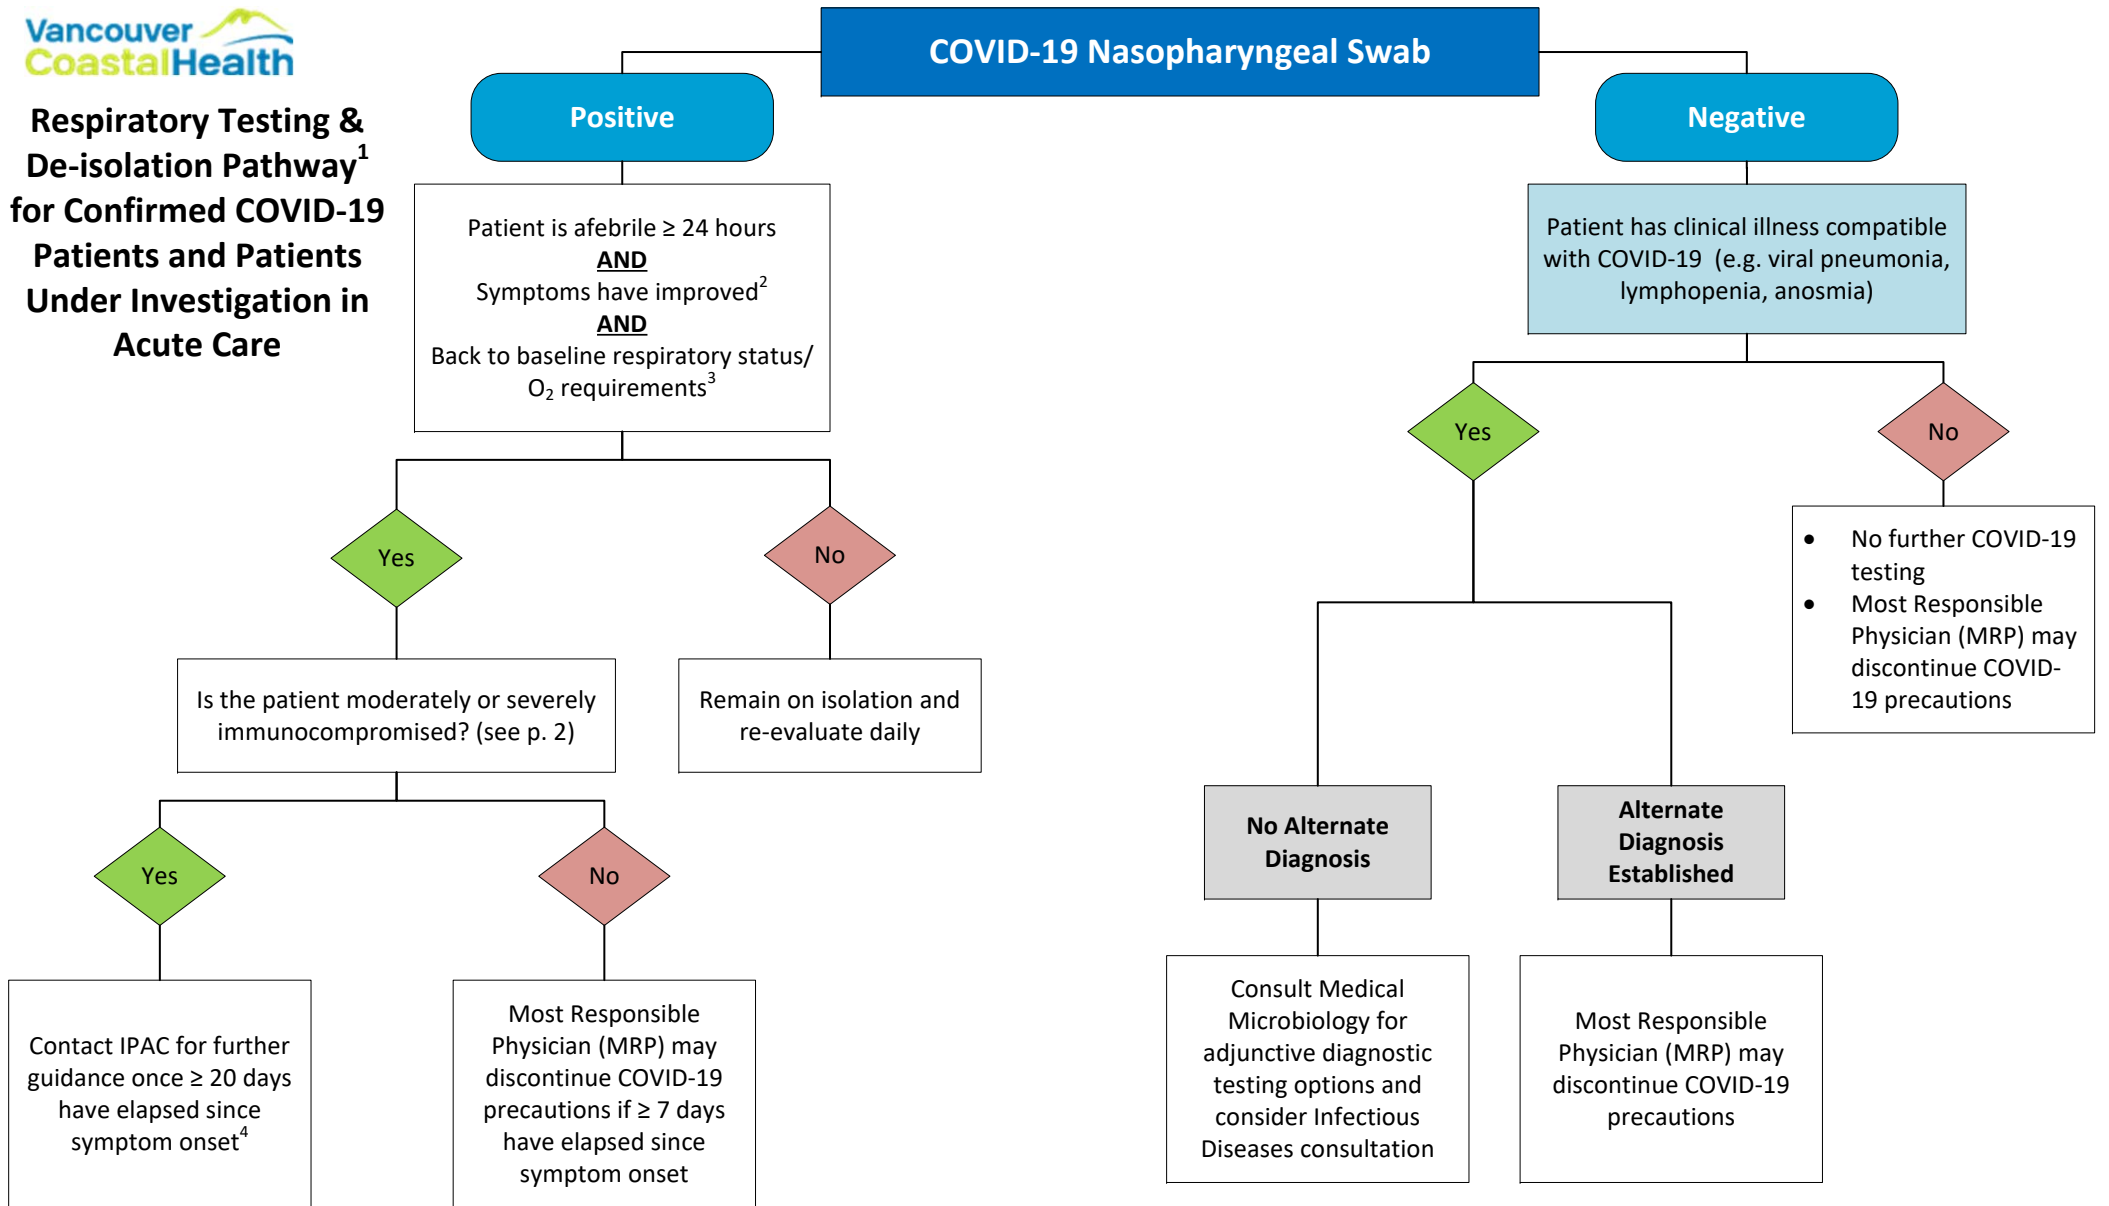 Vancouver
CoastalHealth
Respiratory Testing &
De-isolation Pathway1
for Confirmed COVID-19
Patients and Patients
Under Investigation in
Acute Care
COVID-19 Nasopharyngeal Swab
Positive
Patient is afebrile ≥ 24 hours
AND
Symptoms have improved2
AND
Back to baseline respiratory status/
O2 requirements3
Yes
No
Is the patient moderately or severely
immunocompromised? (see p. 2)
Remain on isolation and
re-evaluate daily
Yes
No
Contact IPAC for further
guidance once ≥ 20 days
have elapsed since
symptom onset4
Most Responsible
Physician (MRP) may
discontinue COVID-19
precautions if ≥ 7 days
have elapsed since
symptom onset
Negative
Patient has clinical illness compatible
with COVID-19 (e.g. viral pneumonia,
lymphopenia, anosmia)
Yes
No
• No further COVID-19
testing
• Most Responsible
Physician (MRP) may
discontinue COVID-
19 precautions
No Alternate
Diagnosis
Alternate
Diagnosis
Established
Consult Medical
Microbiology for
adjunctive diagnostic
testing options and
consider Infectious
Diseases consultation
Most Responsible
Physician (MRP) may
discontinue COVID-19
precautions